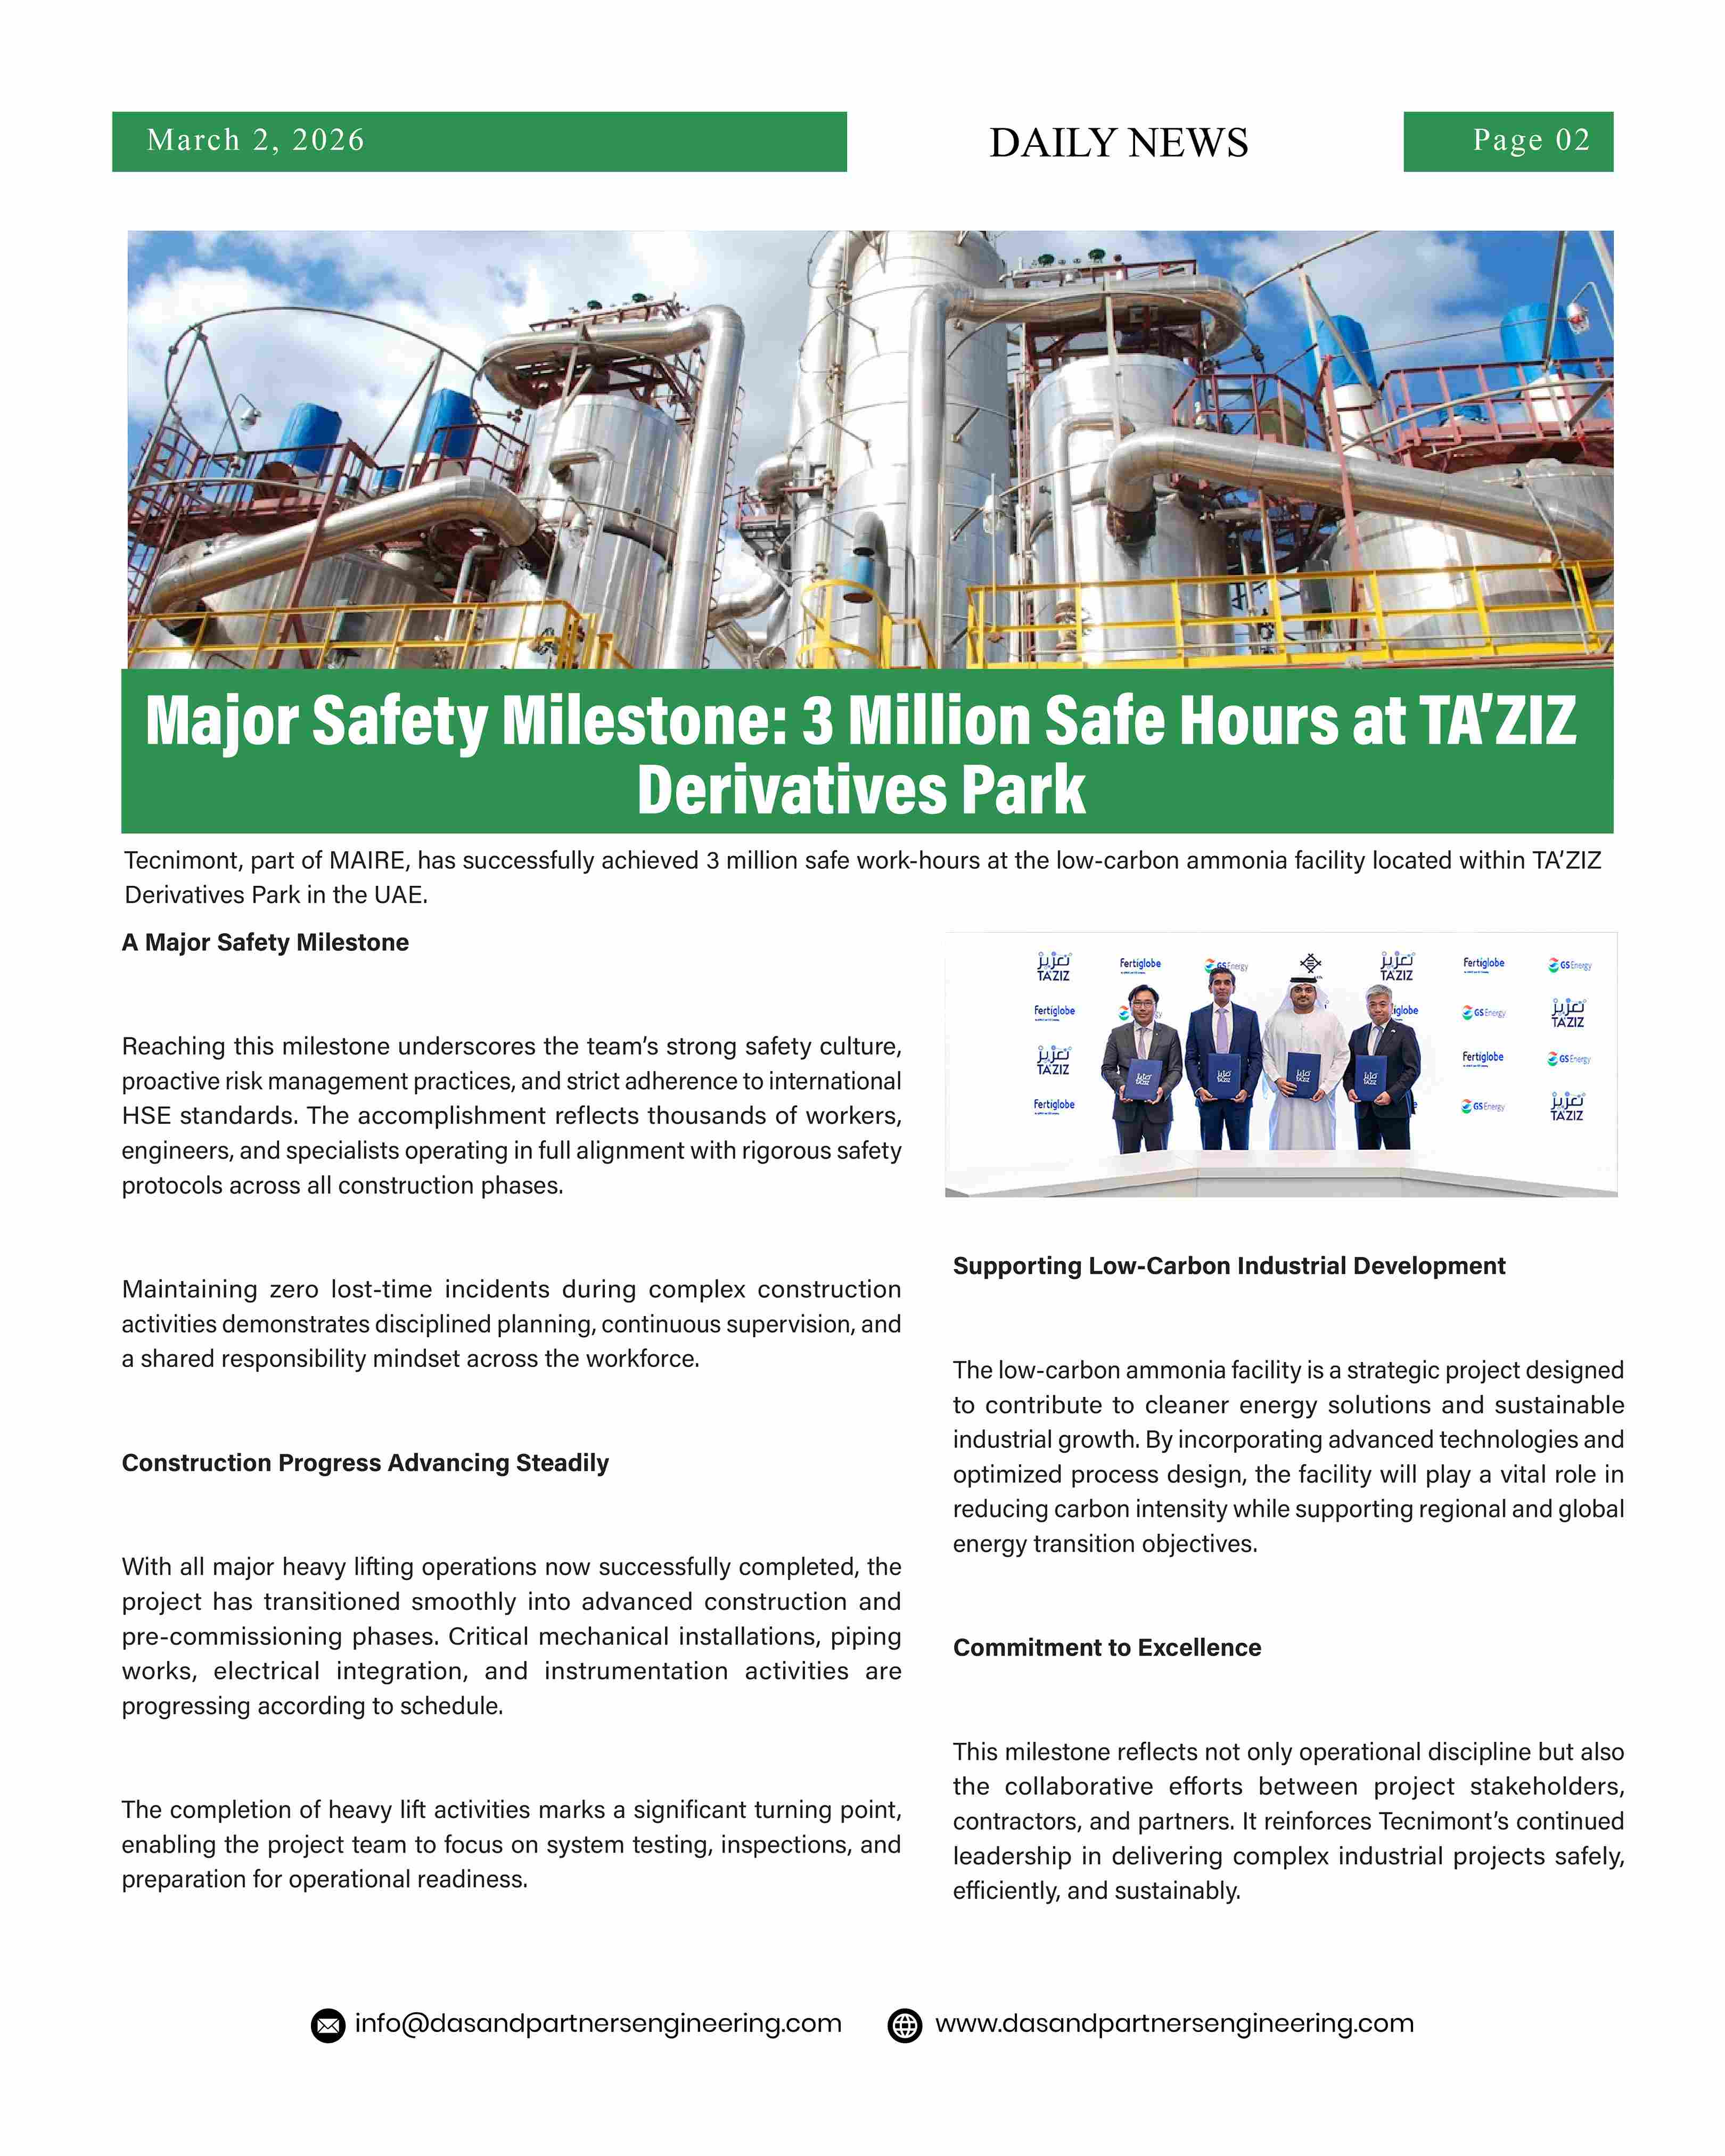 March 2, 2026
DAILY NEWS
Page 02
Major Safety Milestone: 3 Million Safe Hours at TA’ZIZ
Derivatives Park
Tecnimont, part of MAIRE, has successfully achieved 3 million safe work-hours at the low-carbon ammonia facility located within TA’ZIZ
Derivatives Park in the UAE.
A Major Safety Milestone
Reaching this milestone underscores the team’s strong safety culture,
proactive risk management practices, and strict adherence to international
HSE standards. The accomplishment reflects thousands of workers,
engineers, and specialists operating in full alignment with rigorous safety
protocols across all construction phases.
Maintaining zero lost-time incidents during complex construction
activities demonstrates disciplined planning, continuous supervision, and
a shared responsibility mindset across the workforce.
Construction Progress Advancing Steadily
With all major heavy lifting operations now successfully completed, the
project has transitioned smoothly into advanced construction and
pre-commissioning phases. Critical mechanical installations, piping
works, electrical integration, and instrumentation activities are
progressing according to schedule.
The completion of heavy lift activities marks a significant turning point,
enabling the project team to focus on system testing, inspections, and
preparation for operational readiness.
تعزيز Fertiglobe GS Energy تعزيز Fertiglobe GS Energy
TA'ZIZ TA'ZIZ
Fertiglobe iglobe GS Energy تعزيز
TA'ZIZ
تعزيز Fertiglobe GS Energy
TA'ZIZ
Fertiglobe GS Energy تعزيز
TA'ZIZ
Supporting Low-Carbon Industrial Development
The low-carbon ammonia facility is a strategic project designed
to contribute to cleaner energy solutions and sustainable
industrial growth. By incorporating advanced technologies and
optimized process design, the facility will play a vital role in
reducing carbon intensity while supporting regional and global
energy transition objectives.
Commitment to Excellence
This milestone reflects not only operational discipline but also
the collaborative efforts between project stakeholders,
contractors, and partners. It reinforces Tecnimont’s continued
leadership in delivering complex industrial projects safely,
efficiently, and sustainably.
info@dasandpartnersengineering.com
www.dasandpartnersengineering.com